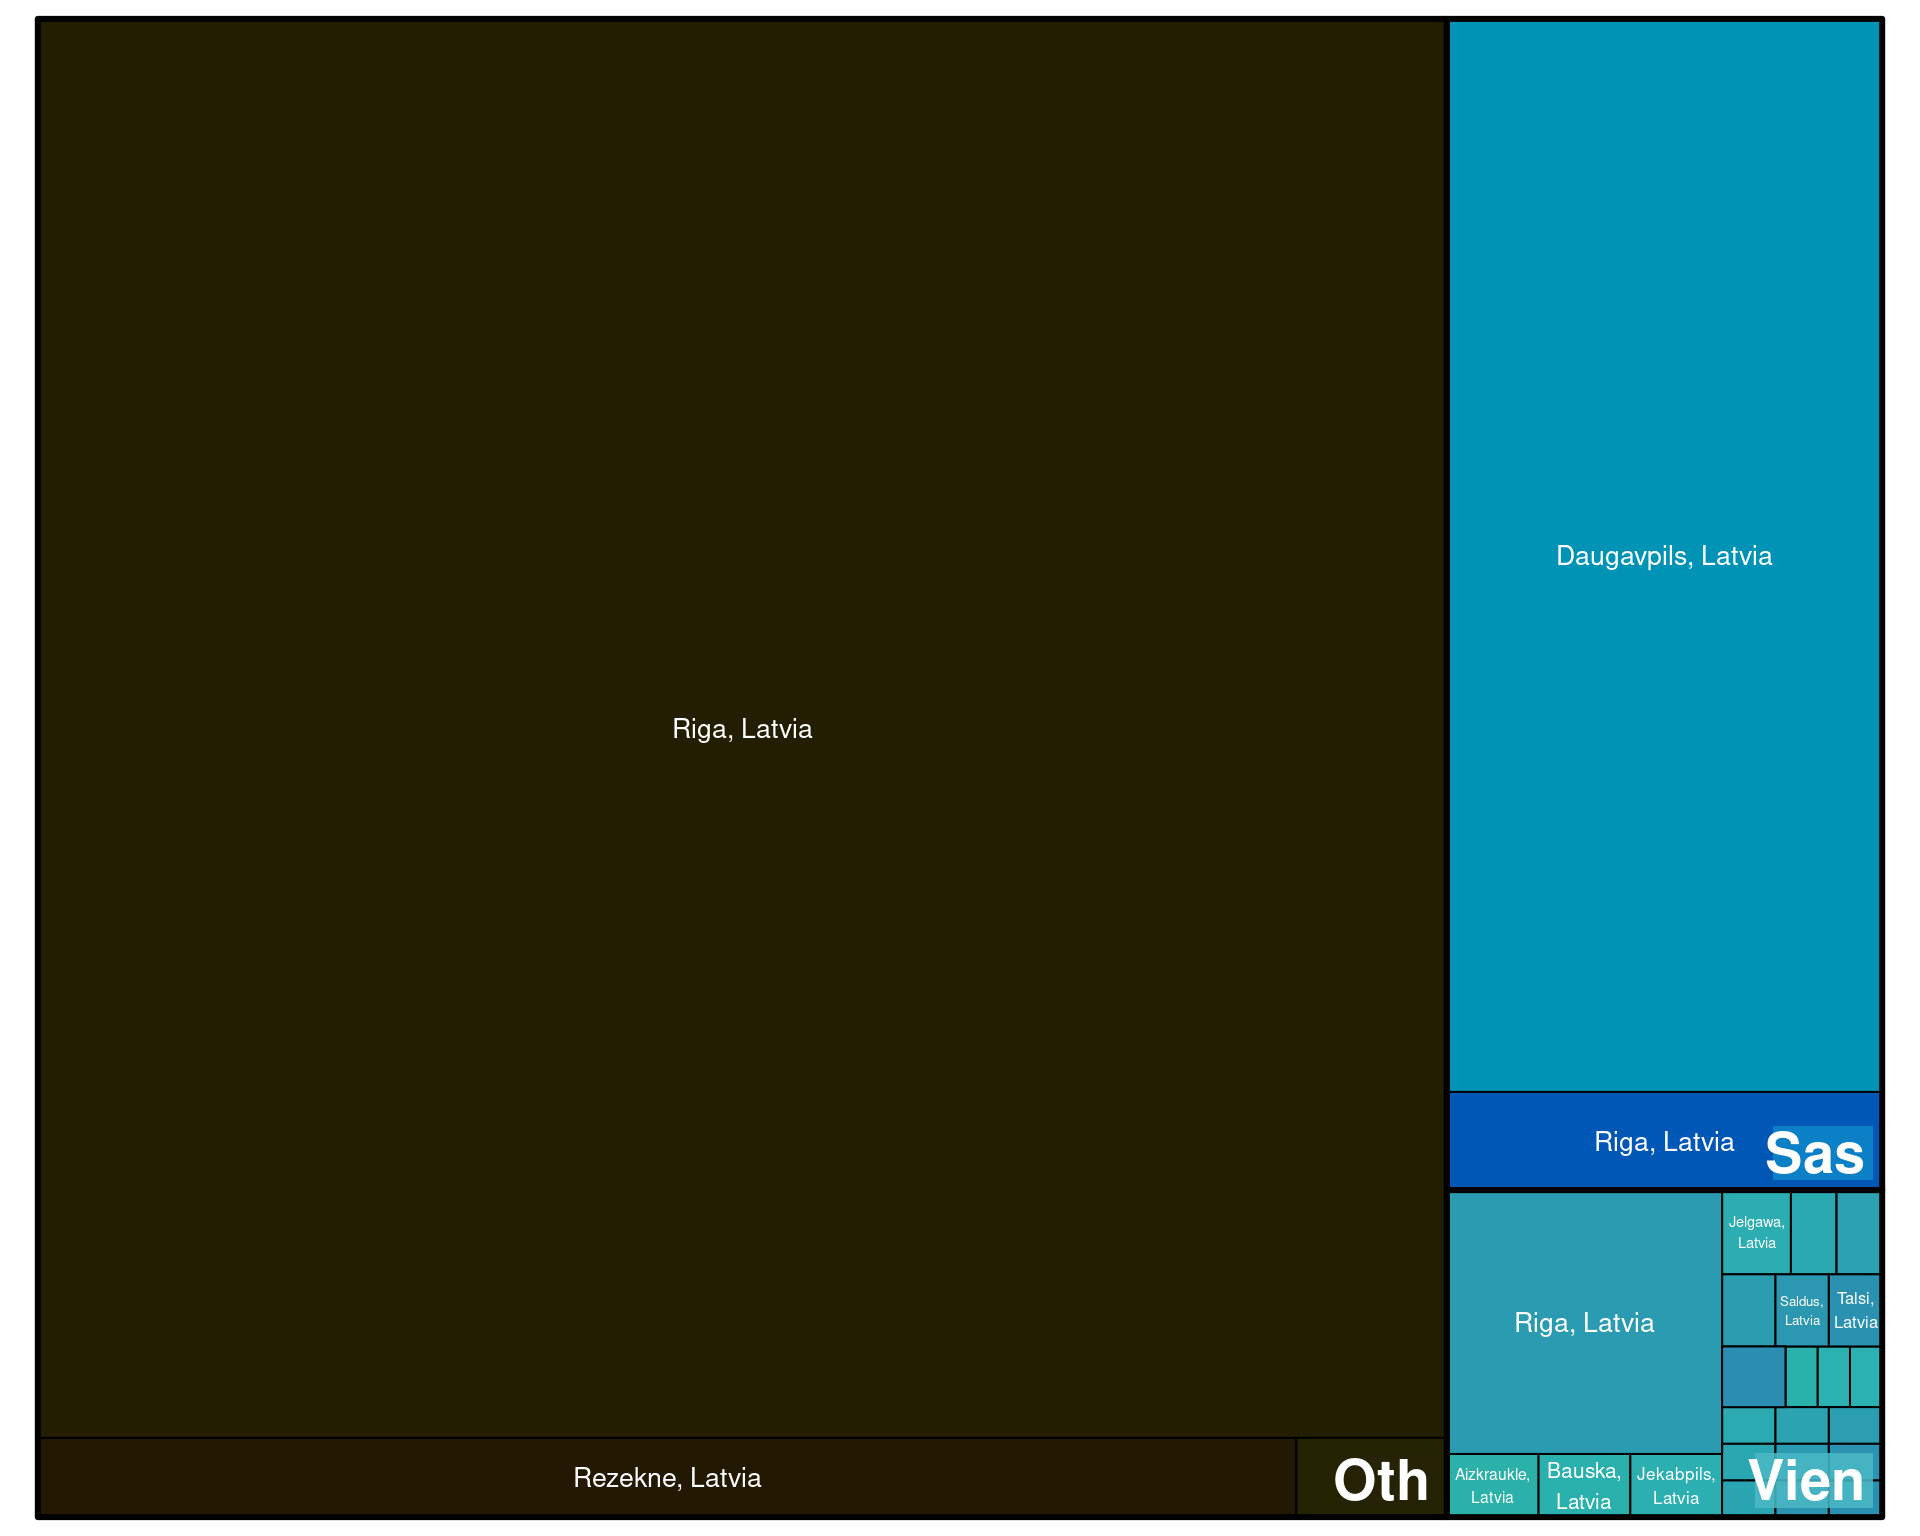 Riga, Latvia
Rezekne, Latvia
Oth
Daugavpils, Latvia
Riga, Latvia
Sas
Riga, Latvia
Jelgawa,
Latvia
Saldus,
Latvia
Talsi,
Latvia
Aizkraukle,
Latvia
Bauska,
Latvia
Jekabpils,
Latvia
Vien